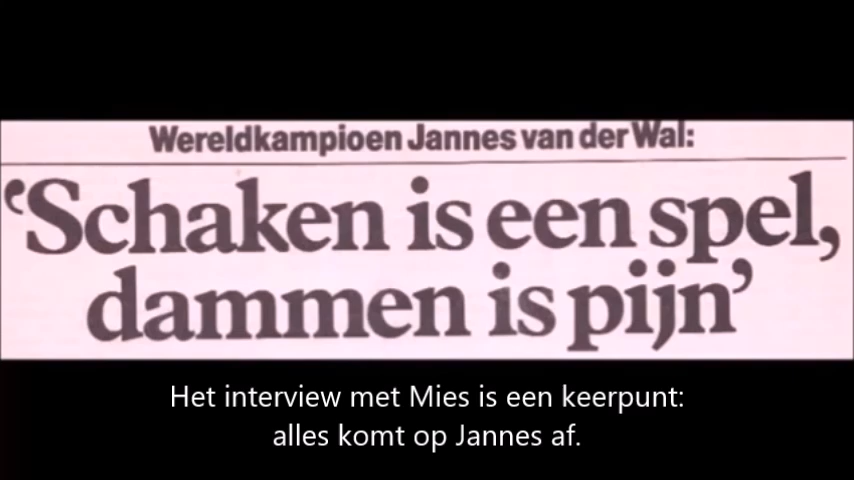 Wereldkampioen Jannes van der Wal:
‘Schaken is een spel,
dammen is pijn’
Het interview met Mies is een keerpunt:
alles komt op Jannes af.